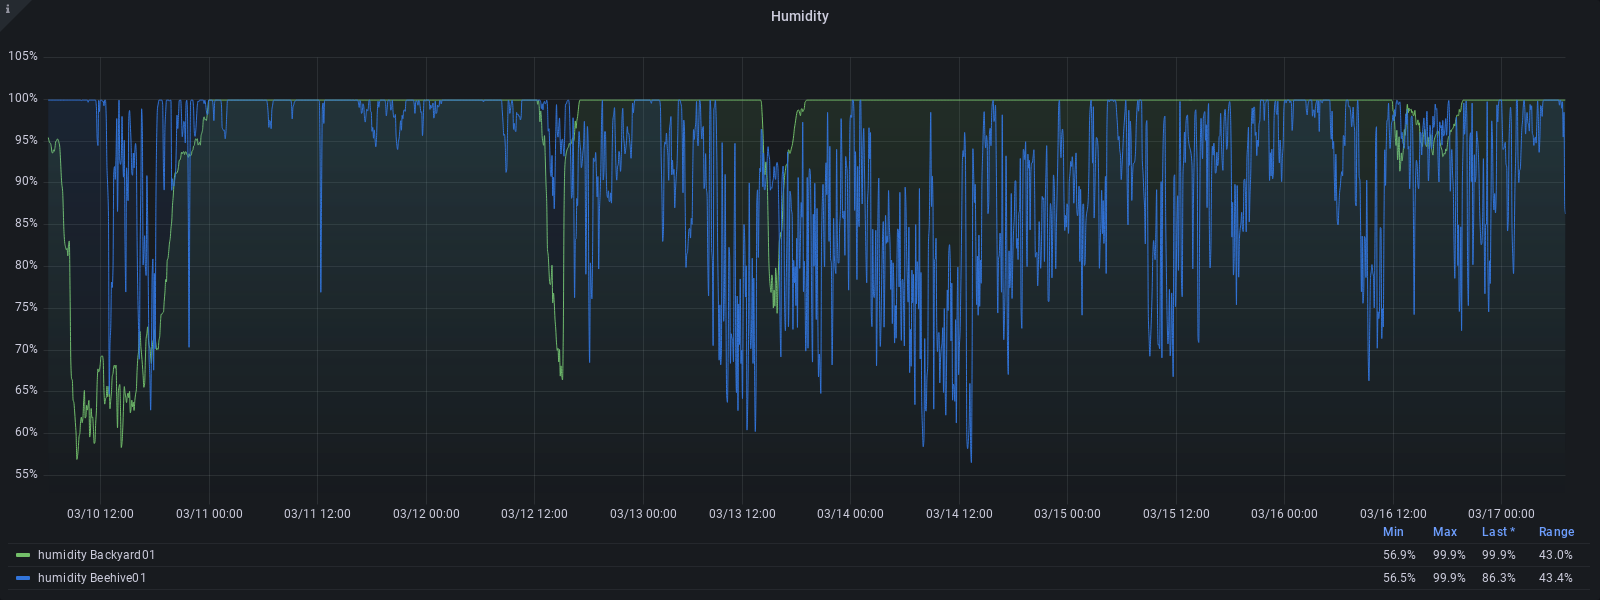 i
Humidity
105%
100%
95%
90%
85%
80%
75%
70%
65%
60%
55%
03/10 12:00 03/11 00:00 03/11 12:00 03/12 00:00 03/12 12:00 03/13 00:00 03/13 12:00 03/14 00:00 03/14 12:00 03/15 00:00 03/15 12:00 03/16 00:00 03/16 12:00 03/17 00:00
Min Max Last * Range
humidity Backyard01 56.9% 99.9% 99.9% 43.0%
humidity Beehive01 56.5% 99.9% 86.3% 43.4%